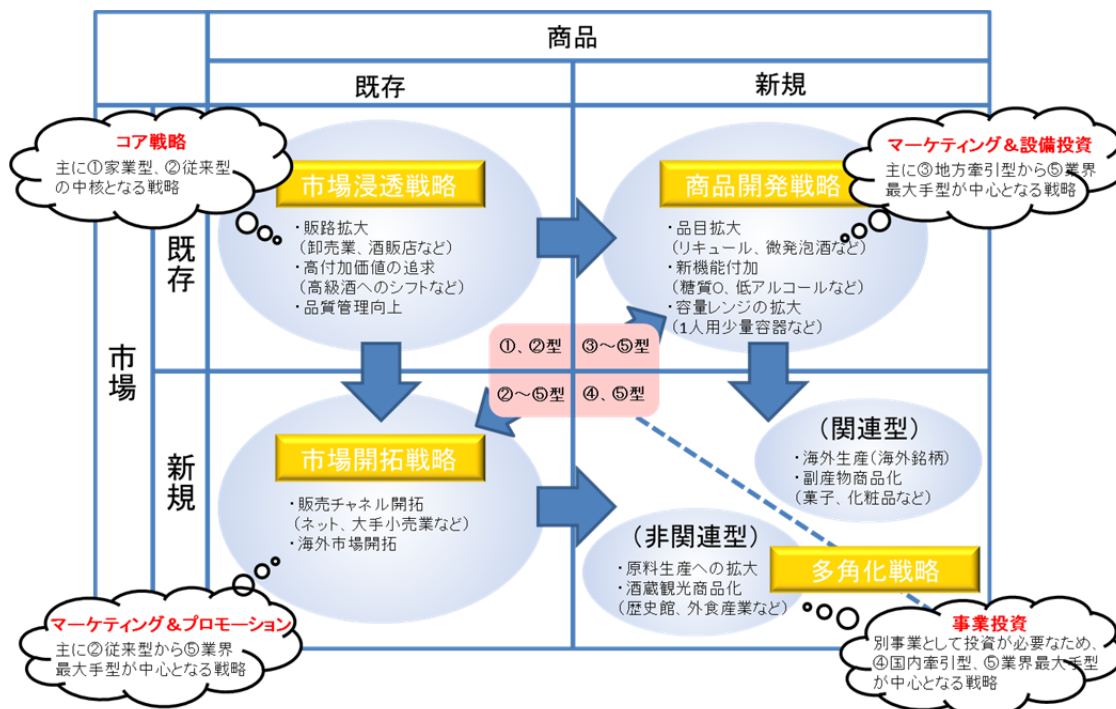 商品
既存
新規
市場
既存
新規
コア戦略
主に①家業型、②従来型
の中核となる戦略
市場浸透戦略
・販路拡大
(卸売業、酒販店など)
・高付加価値の追求
(高級酒へのシフトなど)
・品質管理向上
マーケティング&設備投資
主に③地方牽引型から⑤業界
最大手型が中心となる戦略
商品開発戦略
・品目拡大
(リキュール、微発泡酒など)
・新機能付加
(糖質0、低アルコールなど)
・容量レンジの拡大
(1人用少量容器など)
①、②型
③～⑤型
②～⑤型
④、⑤型
市場開拓戦略
・販売チャネル開拓
(ネット、大手小売業など)
・海外市場開拓
マーケティング&プロモーション
主に②従来型から⑤業界
最大手型が中心となる戦略
(関連型)
・海外生産(海外銘柄)
・副産物商品化
(菓子、化粧品など)
(非関連型)
・原料生産への拡大
・酒蔵観光商品化
(歴史館、外食産業など)
多角化戦略
事業投資
別事業として投資が必要なため、
④国内牽引型、⑤業界最大手型
が中心となる戦略